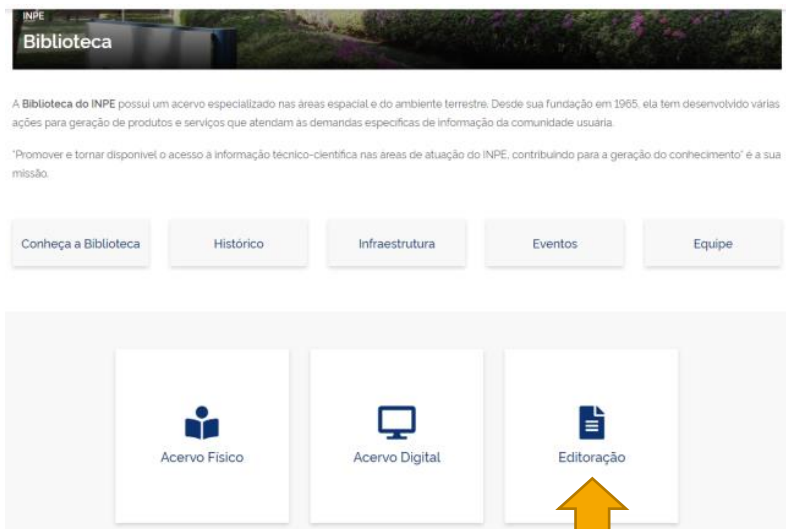 INPE
Biblioteca
A Biblioteca do INPE possui um acervo especializado nas áreas espacial e do ambiente terrestre. Desde sua fundação em 1965, ela tem desenvolvido várias
ações para geração de produtos e serviços que atendam às demandas específicas de informação da comunidade usuária.
"Promover e tornar disponível o acesso à informação técnico-científica nas áreas de atuação do INPE, contribuindo para a geração do conhecimento" é a sua
missão.
Conheça a Biblioteca
Histórico
Infraestrutura
Eventos
Equipe
Acervo Físico
Acervo Digital
Editoração